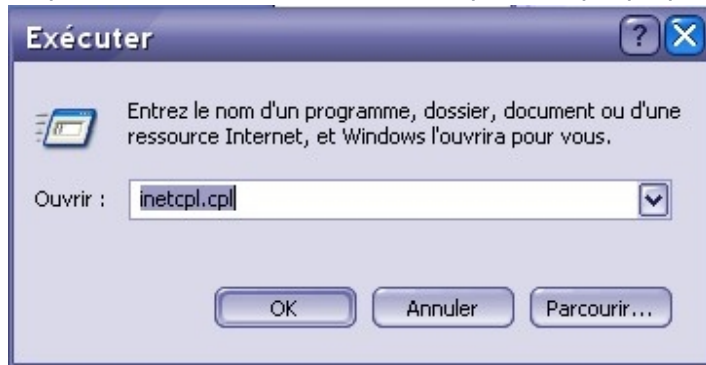 Exécuter
?
Entrez le nom d'un programme, dossier, document ou d'une
ressource Internet, et Windows l'ouvrira pour vous.
Ouvrir : inetcpl.cpl
OK Annuler Parcourir...